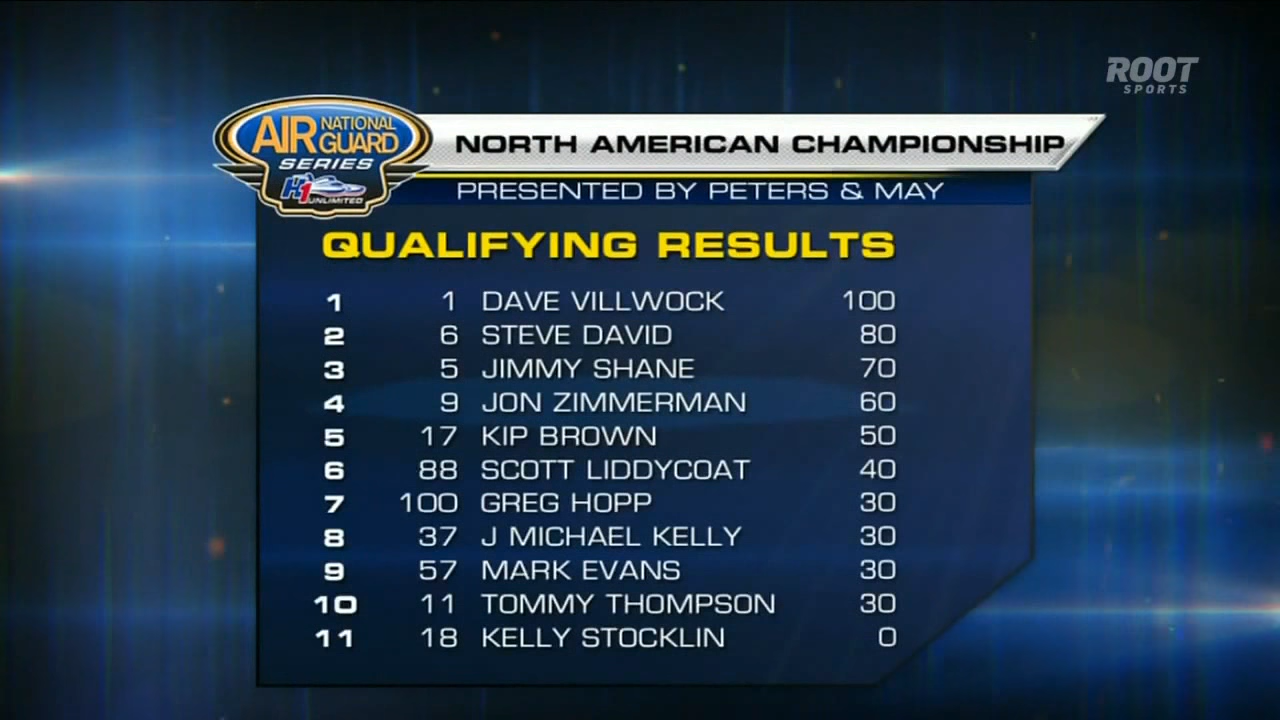 ROOT
SPORTS
AIR NATIONAL GUARD
SERIES
H1 UNLIMITED
NORTH AMERICAN CHAMPIONSHIP
PRESENTED BY PETERS & MAY
QUALIFYING RESULTS
1 1 DAVE VILLWOCK 100
2 6 STEVE DAVID 80
3 5 JIMMY SHANE 70
4 9 JON ZIMMERMAN 60
5 17 KIP BROWN 50
6 88 SCOTT LIDDYCOAT 40
7 100 GREG HOPP 30
8 37 J MICHAEL KELLY 30
9 57 MARK EVANS 30
10 11 TOMMY THOMPSON 30
11 18 KELLY STOCKLIN 0